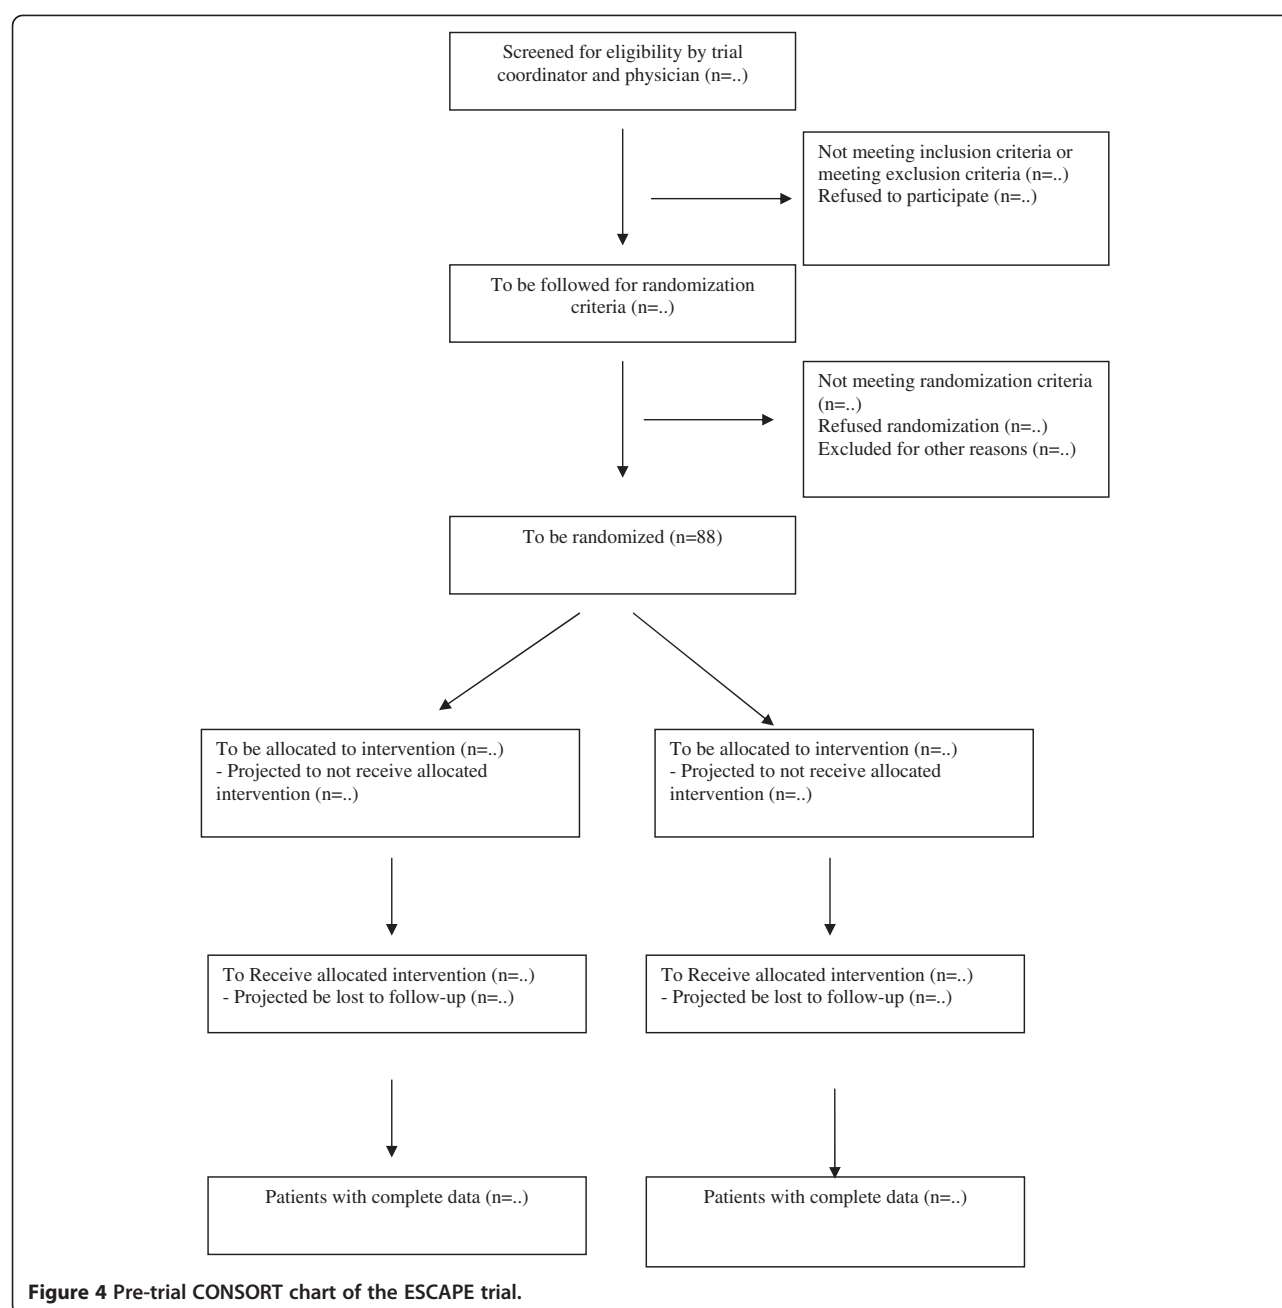 Screened for eligibility by trial
coordinator and physician (n=..)
Not meeting inclusion criteria or
meeting exclusion criteria (n=..)
Refused to participate (n=..)
To be followed for randomization
criteria (n=..)
Not meeting randomization criteria
(n=..)
Refused randomization (n=..)
Excluded for other reasons (n=..)
To be randomized (n=88)
To be allocated to intervention (n=..)
- Projected to not receive allocated
intervention (n=..)
To be allocated to intervention (n=..)
- Projected to not receive allocated
intervention (n=..)
To Receive allocated intervention (n=..)
- Projected be lost to follow-up (n=..)
To Receive allocated intervention (n=..)
- Projected be lost to follow-up (n=..)
Patients with complete data (n=..)
Patients with complete data (n=..)
Figure 4 Pre-trial CONSORT chart of the ESCAPE trial.